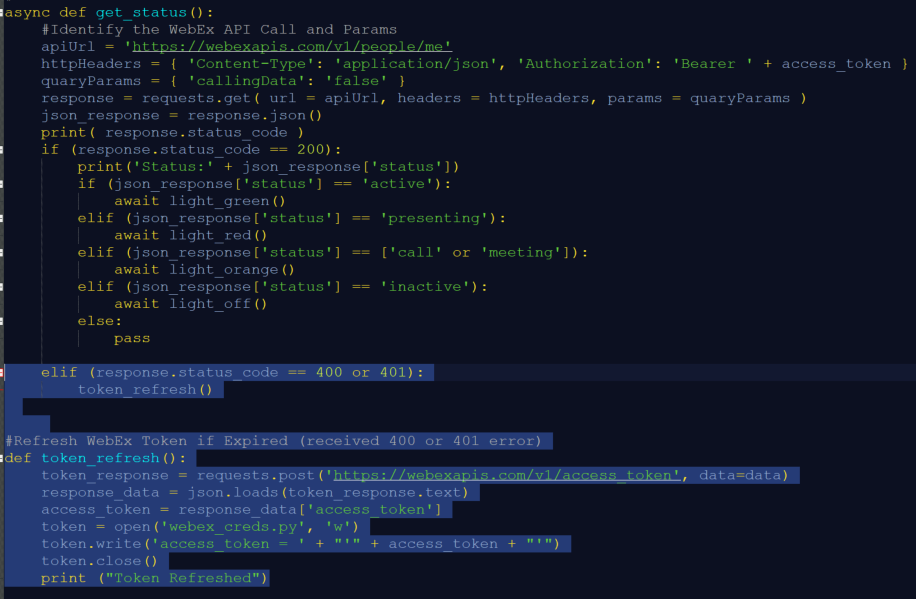 async def get_status():
    #Identify the WebEx API Call and Params
    apiUrl = 'https://webexapis.com/v1/people/me'
    httpHeaders = { 'Content-Type': 'application/json', 'Authorization': 'Bearer ' + access_token }
    quaryParams = { 'callingData': 'false' }
    response = requests.get( url = apiUrl, headers = httpHeaders, params = quaryParams )
    json_response = response.json()
    print( response.status_code )
    if (response.status_code == 200):
        print('Status:' + json_response['status'])
        if (json_response['status'] == 'active'):
            await light_green()
        elif (json_response['status'] == 'presenting'):
            await light_red()
        elif (json_response['status'] == ['call' or 'meeting']):
            await light_orange()
        elif (json_response['status'] == 'inactive'):
            await light_off()
        else:
            pass
    elif (response.status_code == 400 or 401):
        token_refresh()
#Refresh WebEx Token if Expired (received 400 or 401 error)
def token_refresh():
    token_response = requests.post('https://webexapis.com/v1/access_token', data=data)
    response_data = json.loads(token_response.text)
    access_token = response_data['access_token']
    token = open('webex_creds.py', 'w')
    token.write('access_token = ' + "'" + access_token + "'")
    token.close()
    print ("Token Refreshed")